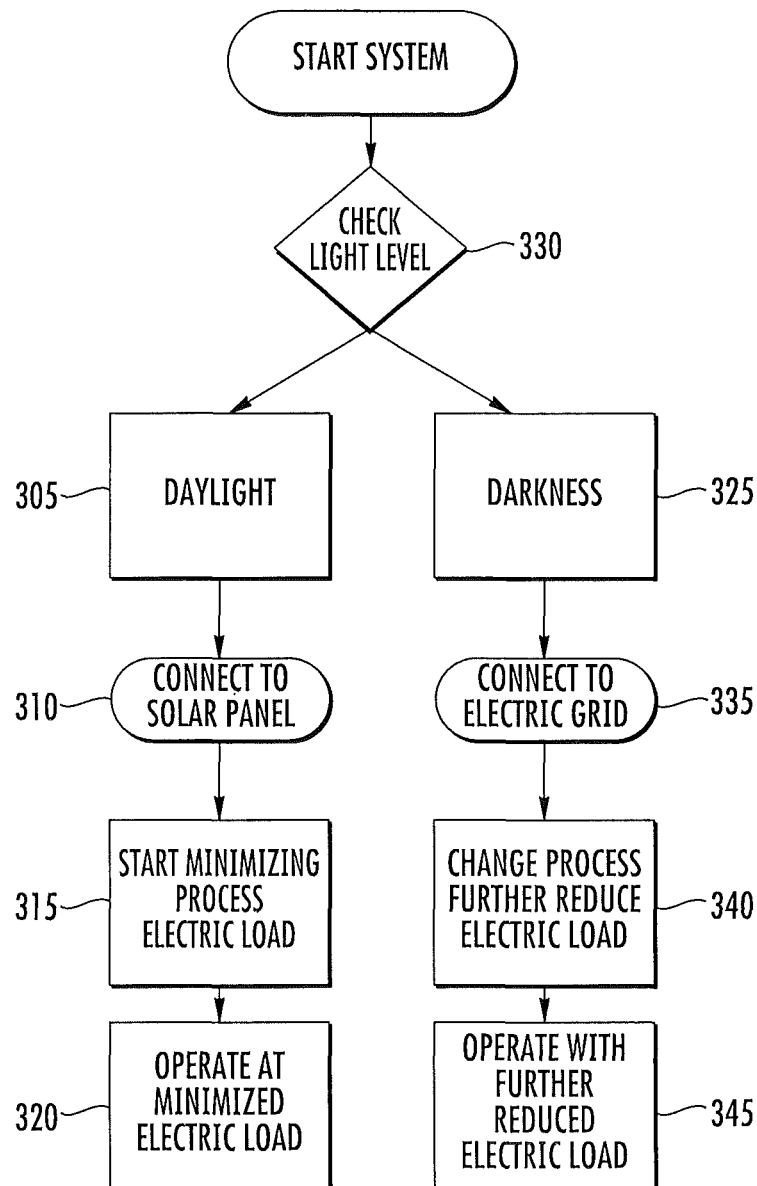 START SYSTEM
CHECK
LIGHT LEVEL
330
305
DAYLIGHT
DARKNESS
325
310
CONNECT TO
SOLAR PANEL
CONNECT TO
ELECTRIC GRID
335
315
START MINIMIZING
PROCESS
ELECTRIC LOAD
CHANGE PROCESS
FURTHER REDUCE
ELECTRIC LOAD
340
320
OPERATE AT
MINIMIZED
ELECTRIC LOAD
OPERATE WITH
FURTHER
REDUCED
ELECTRIC LOAD
345